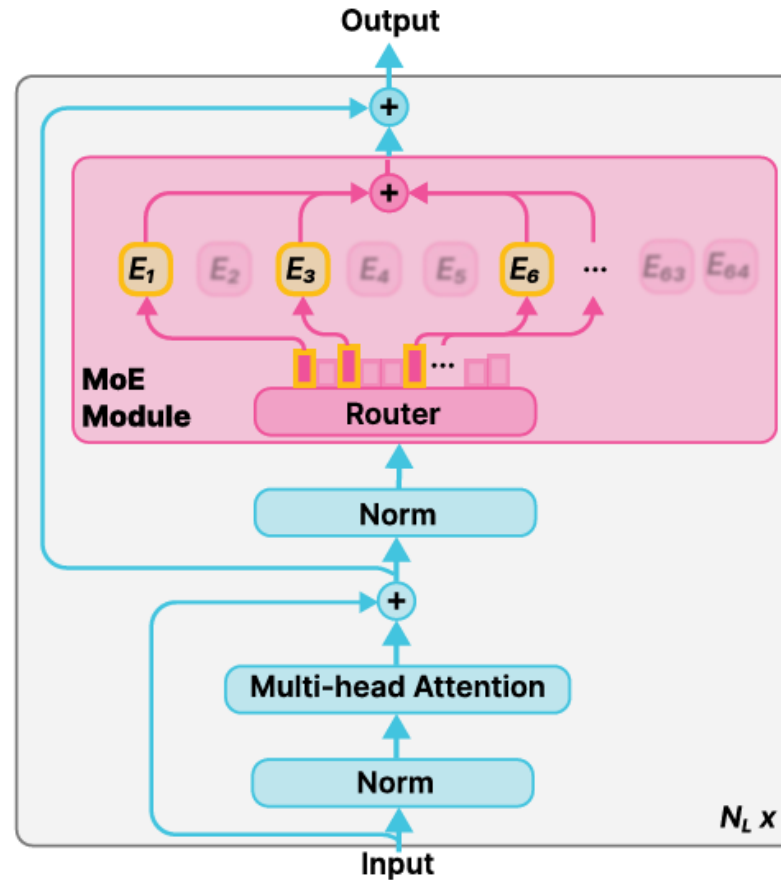 Output
+
+
E1 E2 E3 E4 E5 E6 ... E63 E64
...
MoE
Module
Router
Norm
+
Multi-head Attention
Norm
NL x
Input